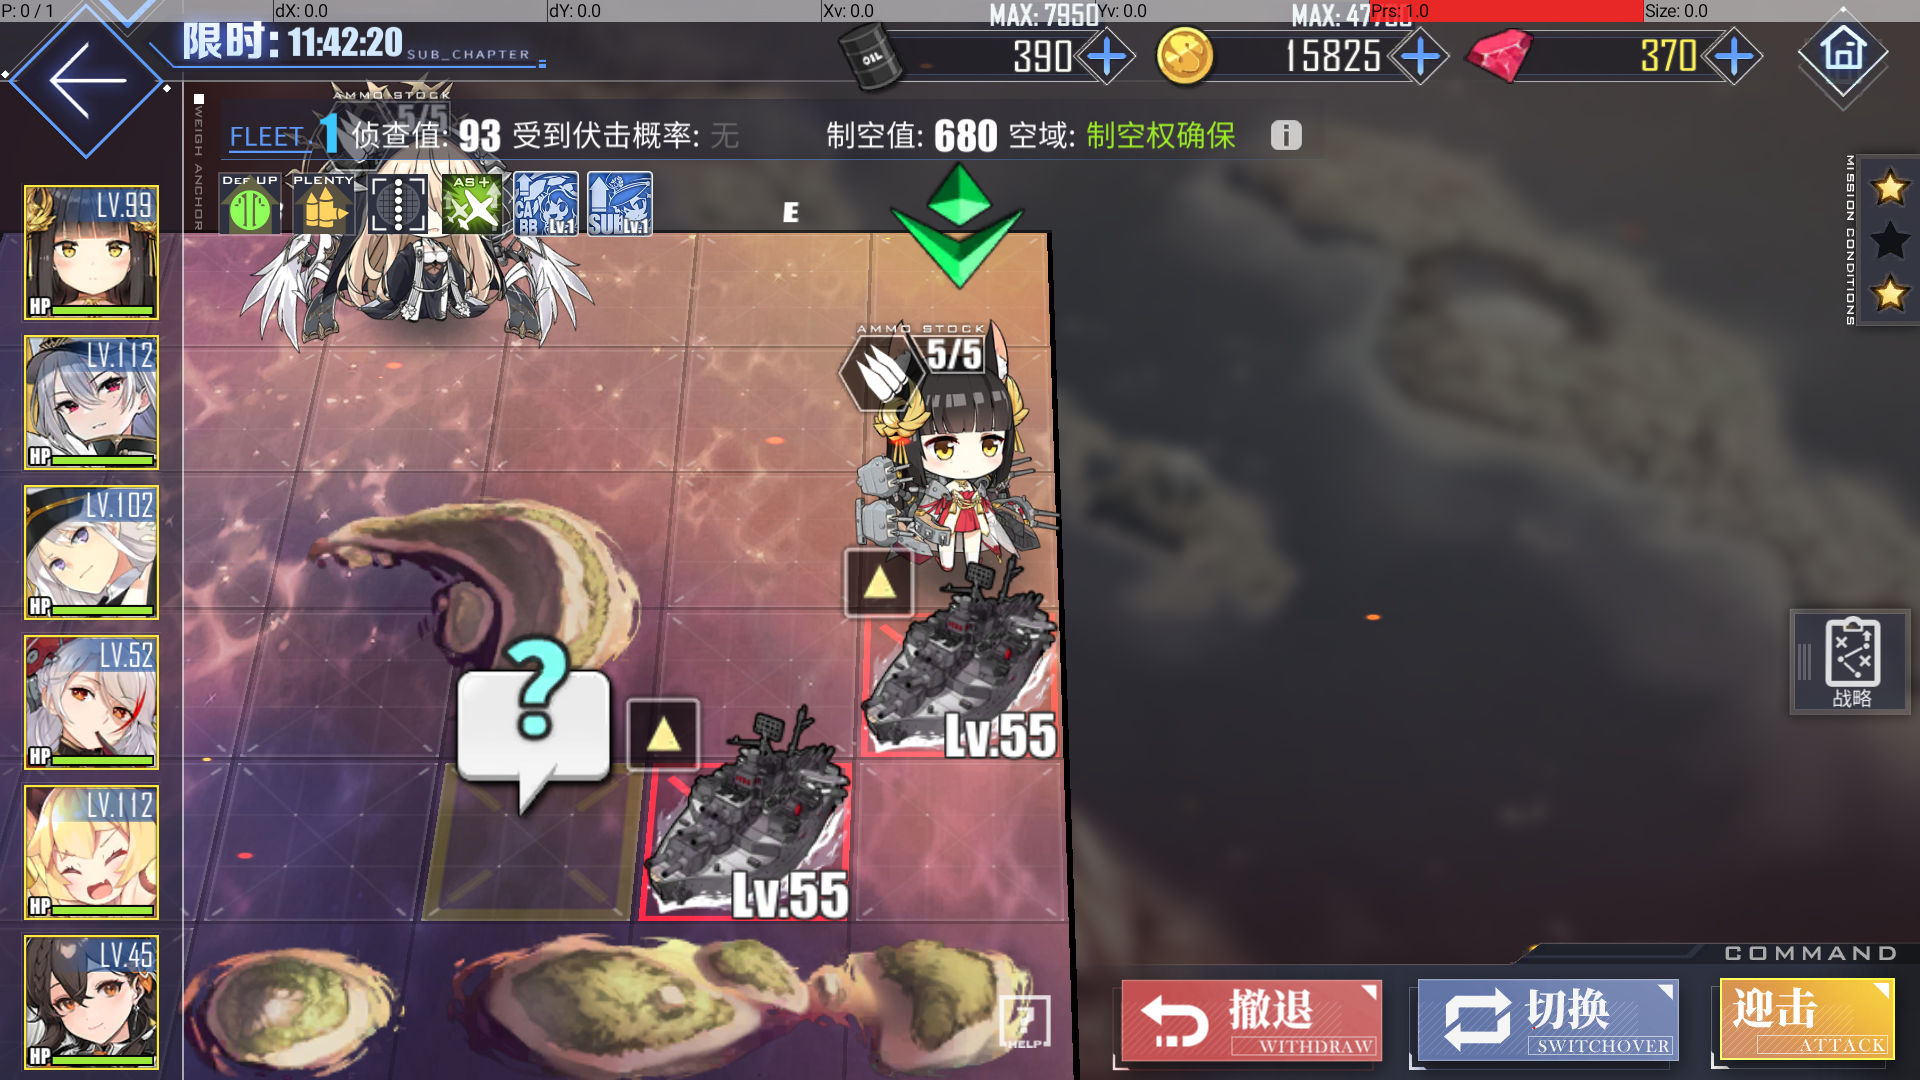 P: 0 / 1
dX: 0.0
dY: 0.0
Xv: 0.0
Yv: 0.0
Prs: 1.0
Size: 0.0
限时: 11:42:20
SUB_CHAPTER
OIL
MAX: 7950
390
15825
370
WEIGH ANCHOR
AMMO STOCK
5/5
FLEET 1 侦查值: 93 受到伏击概率: 无
制空值: 680 空域: 制空权确保
i
DEF UP
PLENTY
AS+
CA
BB LV.1
SUB LV.1
E
MISSION CONDITIONS
LV.99
HP
LV.112
HP
LV.102
HP
LV.52
HP
LV.112
HP
LV.45
HP
AMMO STOCK
5/5
?
Lv.55
Lv.55
战略
?
HELP
COMMAND
撤退
WITHDRAW
切换
SWITCHOVER
迎击
ATTACK